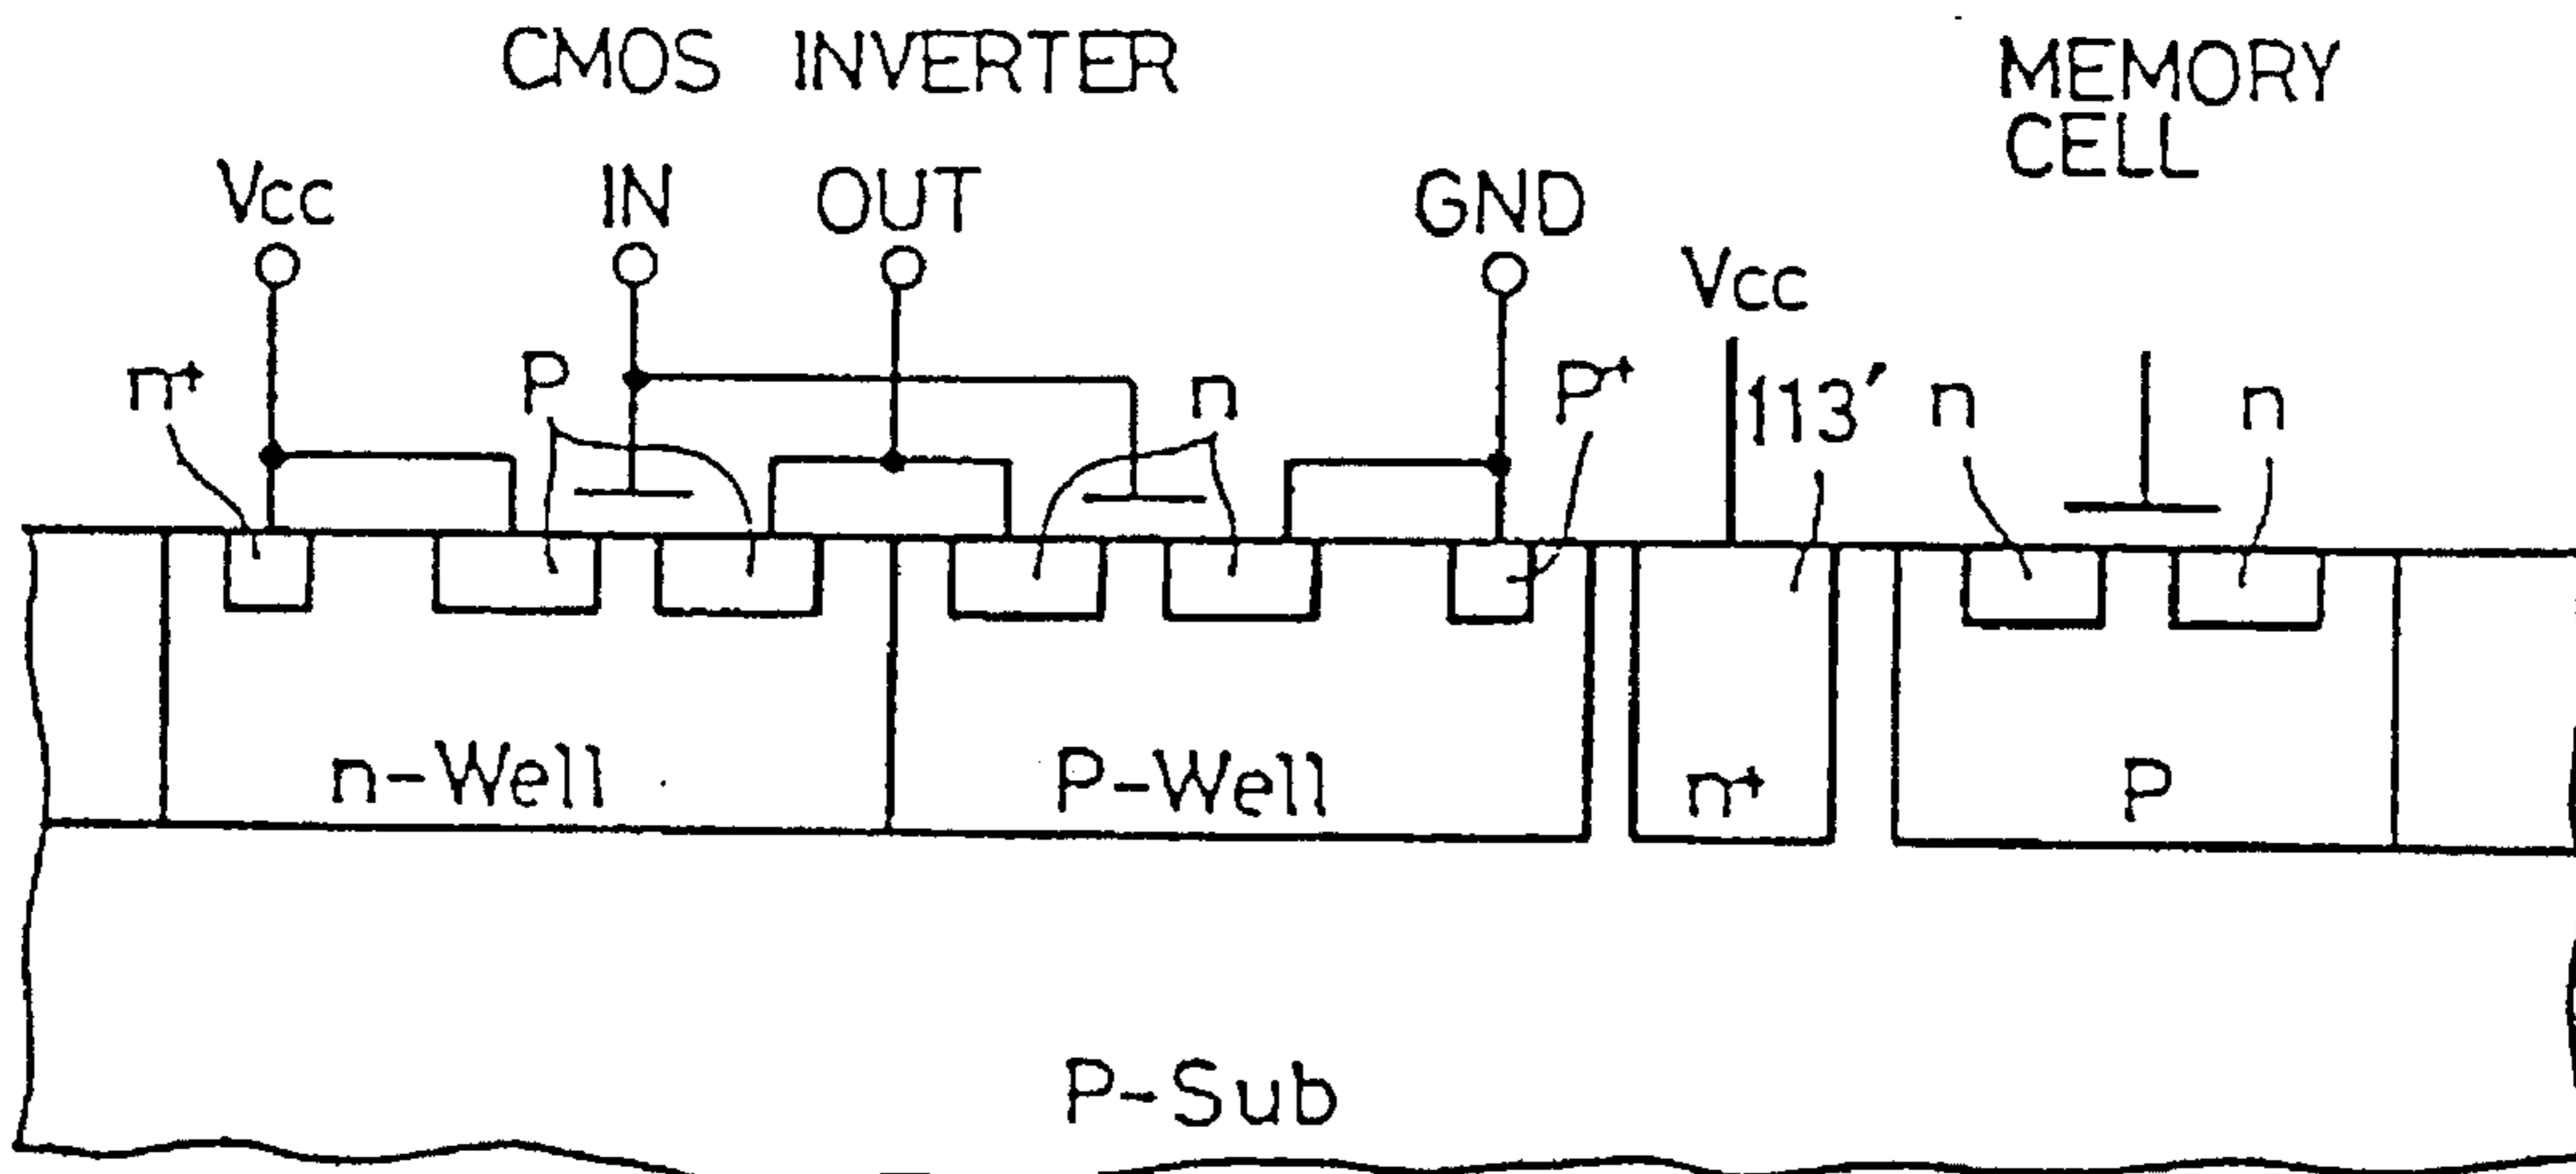 CMOS INVERTER
MEMORY
CELL
Vcc
IN
OUT
GND
Vcc
n+
P
n
P+
113′
n
n
n-Well
P-Well
n+
P
P-Sub